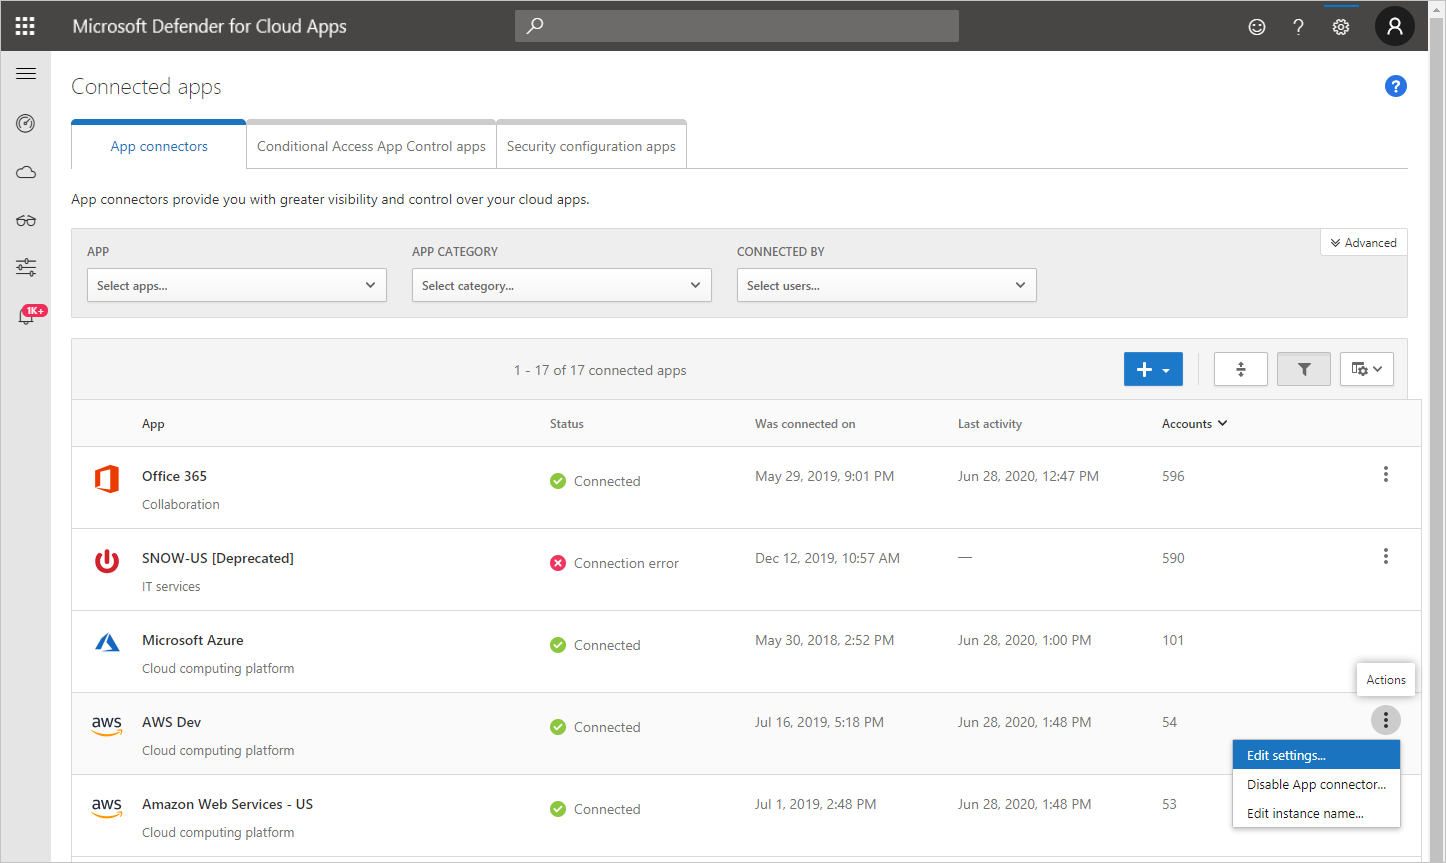 Microsoft Defender for Cloud Apps
?
Connected apps
?
App connectors
Conditional Access App Control apps
Security configuration apps
App connectors provide you with greater visibility and control over your cloud apps.
Advanced
APP
APP CATEGORY
CONNECTED BY
Select apps...
Select category...
Select users...
1K+
1 - 17 of 17 connected apps
App
Status
Was connected on
Last activity
Accounts
Office 365
Connected
May 29, 2019, 9:01 PM
Jun 28, 2020, 12:47 PM
596
Collaboration
SNOW-US [Deprecated]
Connection error
Dec 12, 2019, 10:57 AM
—
590
IT services
Microsoft Azure
Connected
May 30, 2018, 2:52 PM
Jun 28, 2020, 1:00 PM
101
Cloud computing platform
Actions
aws
AWS Dev
Connected
Jul 16, 2019, 5:18 PM
Jun 28, 2020, 1:48 PM
54
Cloud computing platform
Edit settings...
Disable App connector...
Edit instance name...
aws
Amazon Web Services - US
Connected
Jul 1, 2019, 2:48 PM
Jun 28, 2020, 1:48 PM
53
Cloud computing platform